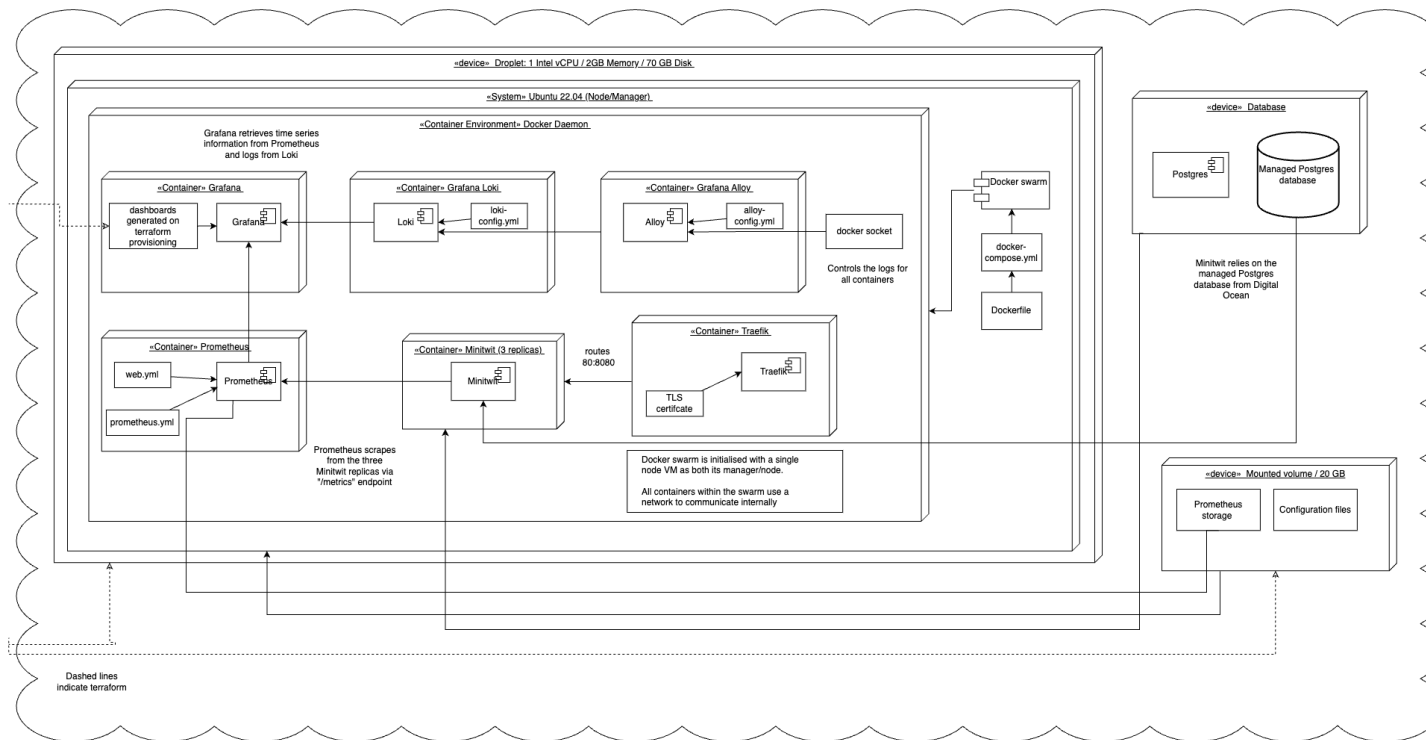 «device» Droplet: 1 Intel vCPU / 2GB Memory / 70 GB Disk
«System» Ubuntu 22.04 (Node/Manager)
«Container Environment» Docker Daemon
Grafana retrieves time series
information from Prometheus
and logs from Loki
«Container» Grafana
dashboards
generated on
terraform
provisioning
Grafana
«Container» Grafana Loki
Loki
loki-
config.yml
«Container» Grafana Alloy
Alloy
alloy-
config.yml
docker socket
Controls the logs for
all containers
Docker swarm
docker-
compose.yml
Dockerfile
«device» Database
Postgres
Managed Postgres
database
Minitwit relies on the
managed Postgres
database from Digital
Ocean
«Container» Prometheus
web.yml
Prometheus
prometheus.yml
Prometheus scrapes
from the three
Minitwit replicas via
"/metrics" endpoint
«Container» Minitwit (3 replicas)
Minitwit
routes
80:8080
«Container» Traefik
Traefik
TLS
certifcate
Docker swarm is initialised with a single
node VM as both its manager/node.
All containers within the swarm use a
network to communicate internally
«device» Mounted volume / 20 GB
Prometheus
storage
Configuration files
Dashed lines
indicate terraform